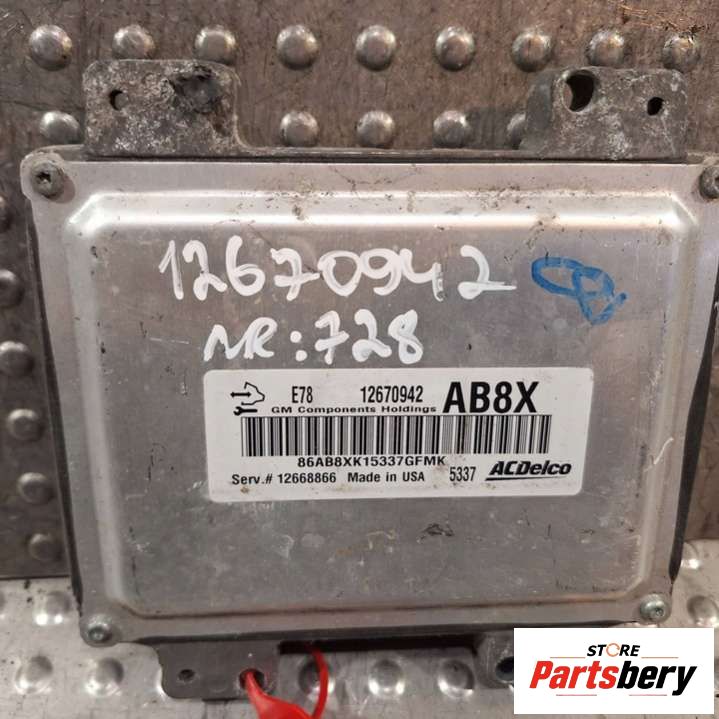 12670942
NR:728
E78 12670942 AB8X
GM Components Holdings
86AB8XK15337GFMK
Serv.# 12668866 Made in USA 5337 ACDelco
STORE
Partsbery